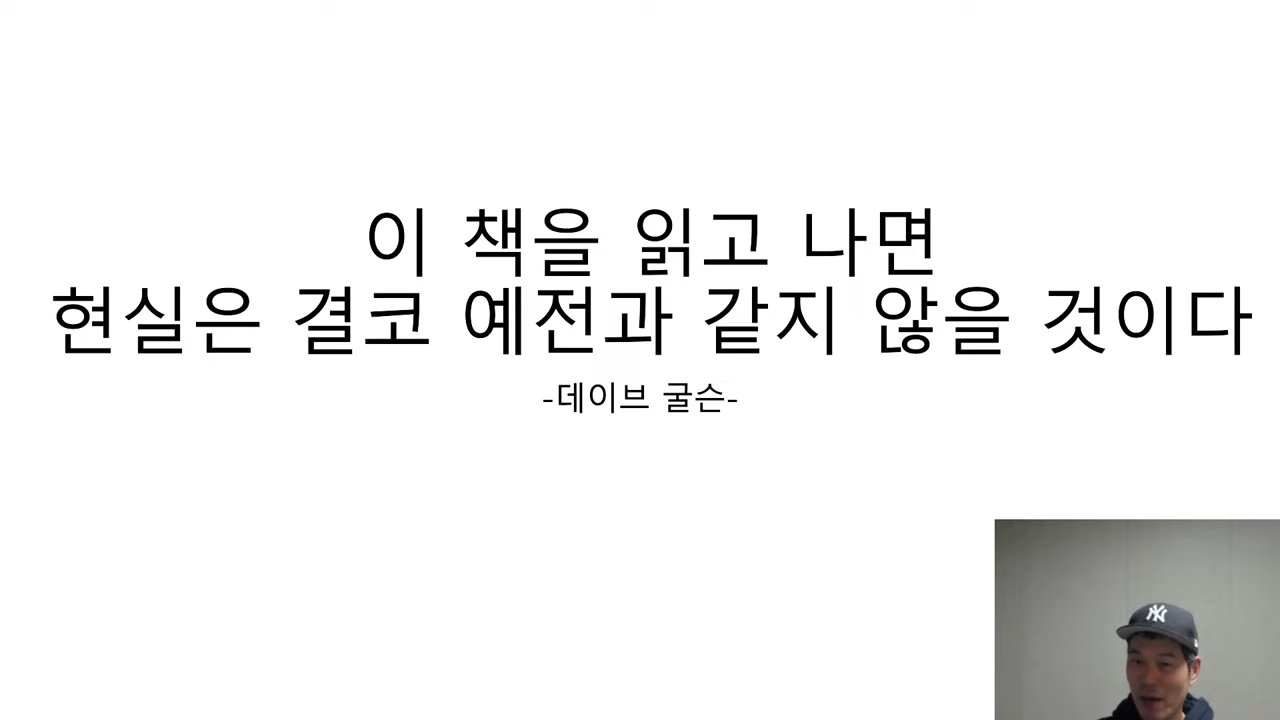 이 책을 읽고 나면
현실은 결코 예전과 같지 않을 것이다
-데이브 굴슨-
NY